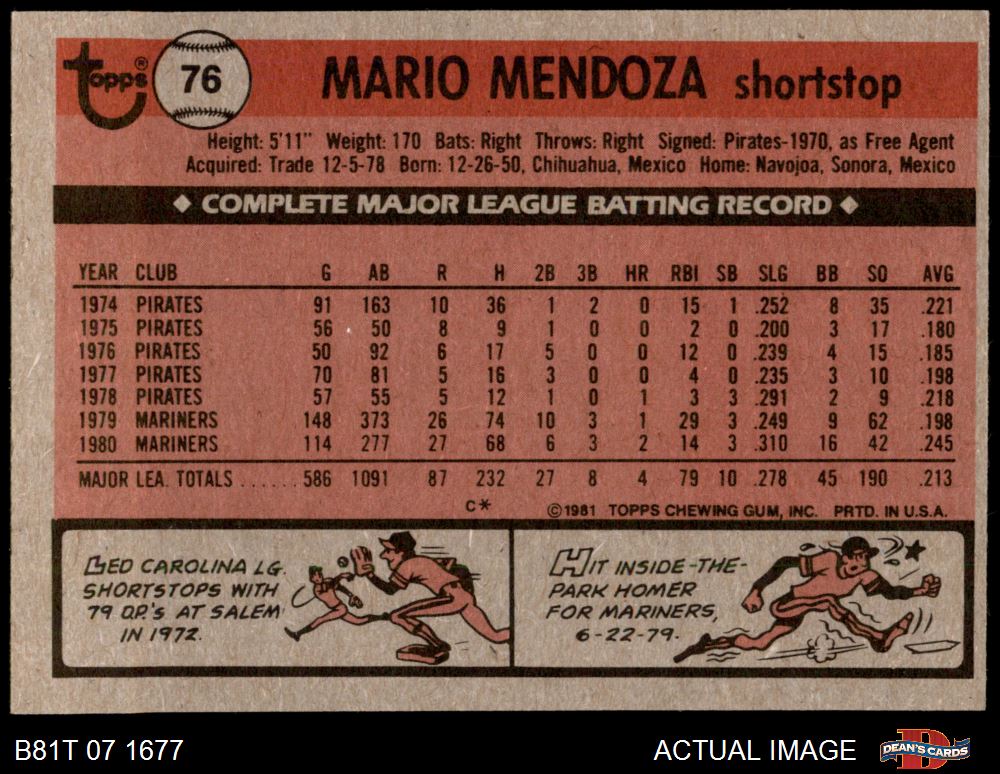 topps® 76 MARIO MENDOZA shortstop
Height: 5'11" Weight: 170 Bats: Right Throws: Right Signed: Pirates-1970, as Free Agent
Acquired: Trade 12-5-78 Born: 12-26-50, Chihuahua, Mexico Home: Navojoa, Sonora, Mexico
◆ COMPLETE MAJOR LEAGUE BATTING RECORD ◆
YEAR CLUB G AB R H 2B 3B HR RBI SB SLG BB SO AVG
1974 PIRATES 91 163 10 36 1 2 0 15 1 .252 8 35 .221
1975 PIRATES 56 50 8 9 1 0 0 2 0 .200 3 17 .180
1976 PIRATES 50 92 6 17 5 0 0 12 0 .239 4 15 .185
1977 PIRATES 70 81 5 16 3 0 0 4 0 .235 3 10 .198
1978 PIRATES 57 55 5 12 1 0 1 3 3 .291 2 9 .218
1979 MARINERS 148 373 26 74 10 3 1 29 3 .249 9 62 .198
1980 MARINERS 114 277 27 68 6 3 2 14 3 .310 16 42 .245
MAJOR LEA. TOTALS ...... 586 1091 87 232 27 8 4 79 10 .278 45 190 .213
C* ©1981 TOPPS CHEWING GUM, INC. PRTD. IN U.S.A.
LED CAROLINA LG.
SHORTSTOPS WITH
79 D.P.'S AT SALEM
IN 1972.
HIT INSIDE-THE-
PARK HOMER
FOR MARINERS,
6-22-79.
B81T 07 1677 ACTUAL IMAGE DEAN'S CARDS